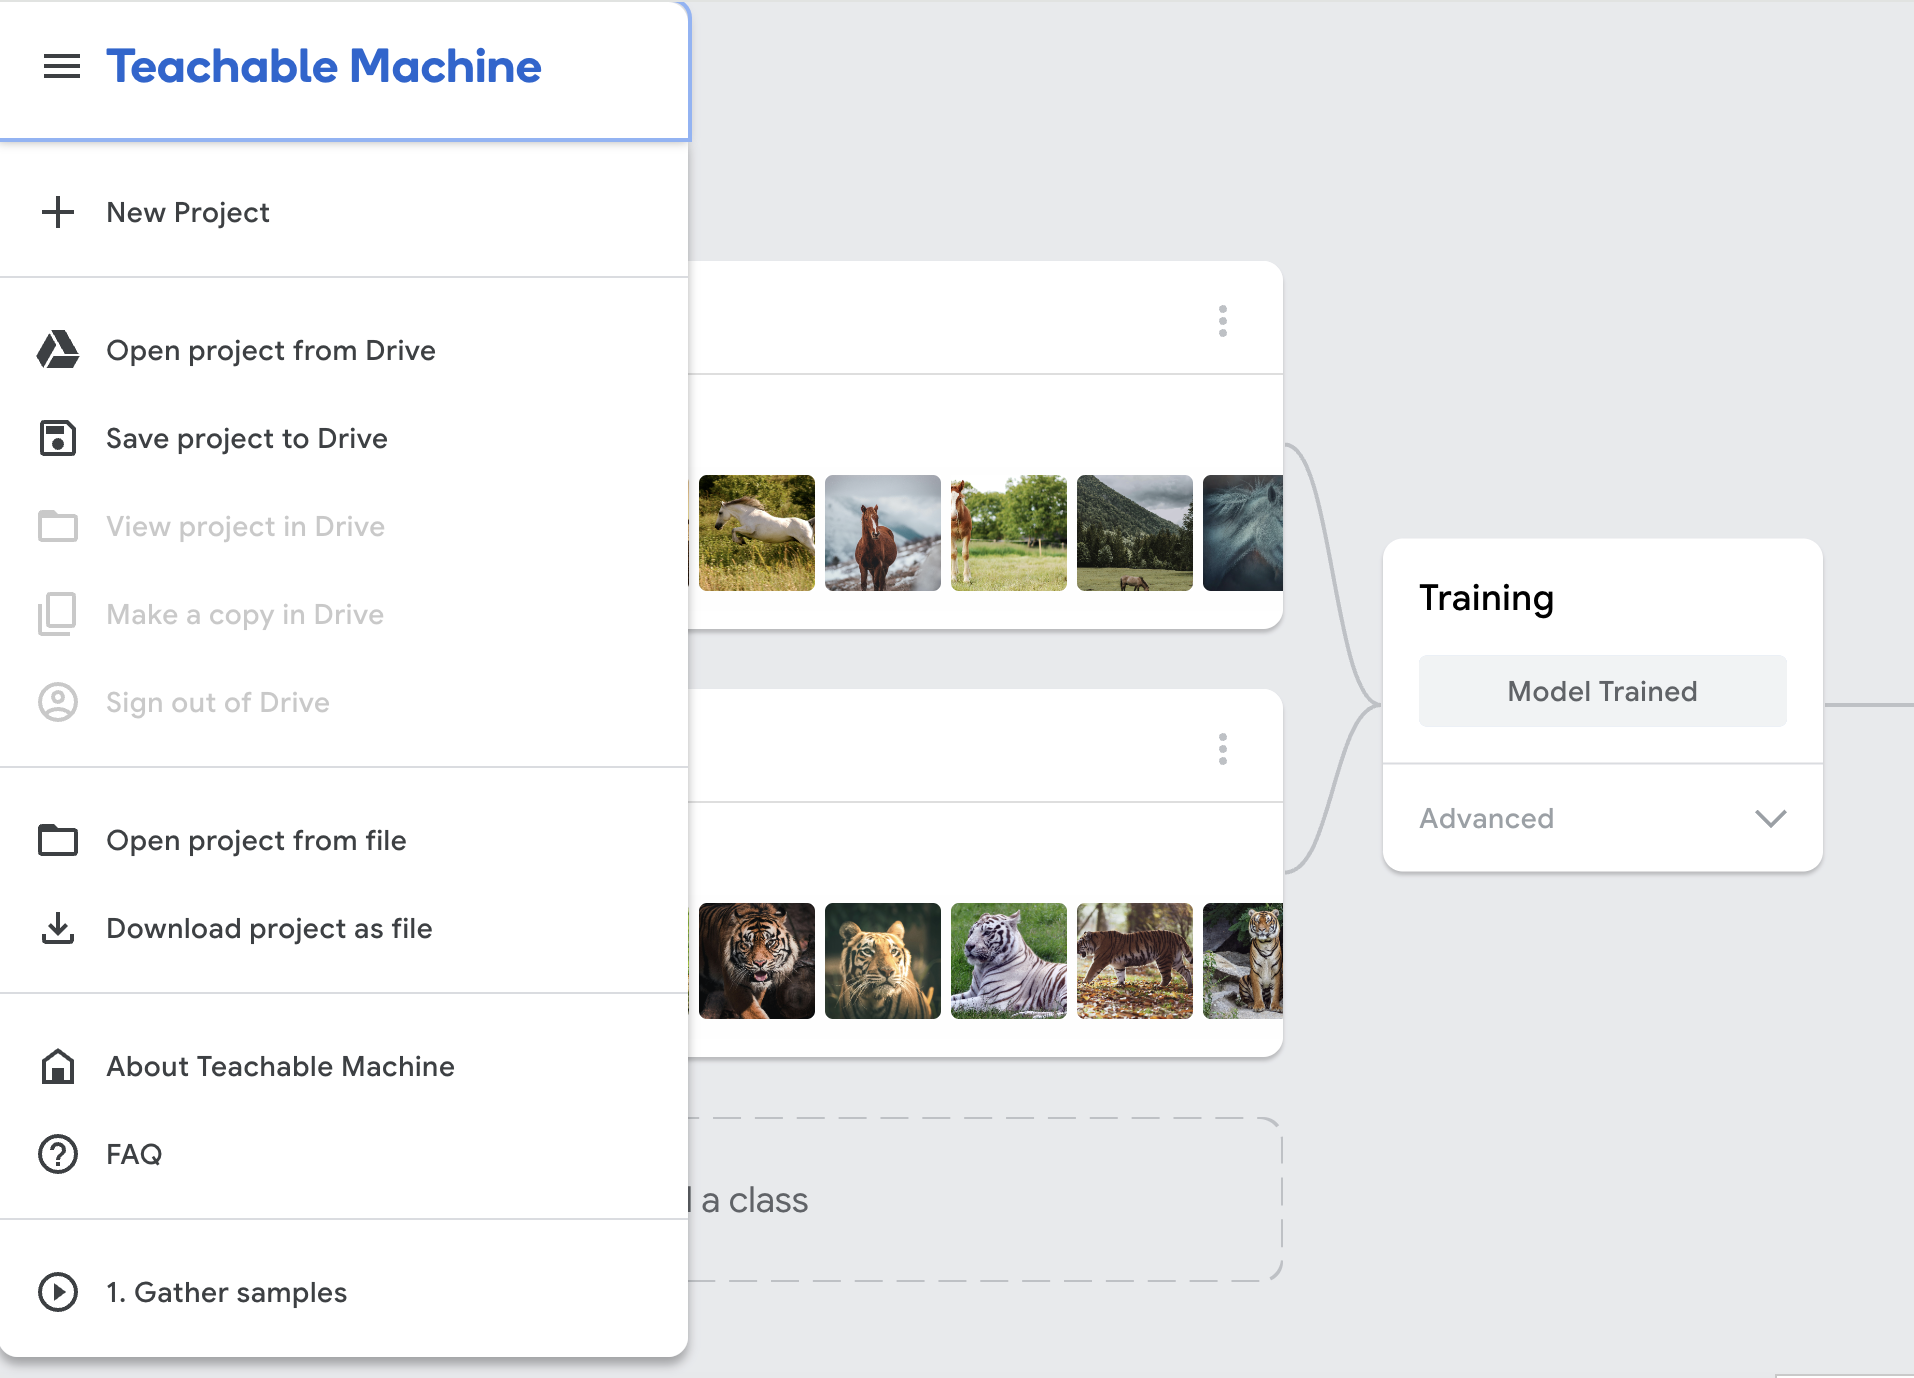 Teachable Machine
New Project
Open project from Drive
Save project to Drive
View project in Drive
Make a copy in Drive
Sign out of Drive
Open project from file
Download project as file
About Teachable Machine
FAQ
1. Gather samples
a class
Training
Model Trained
Advanced